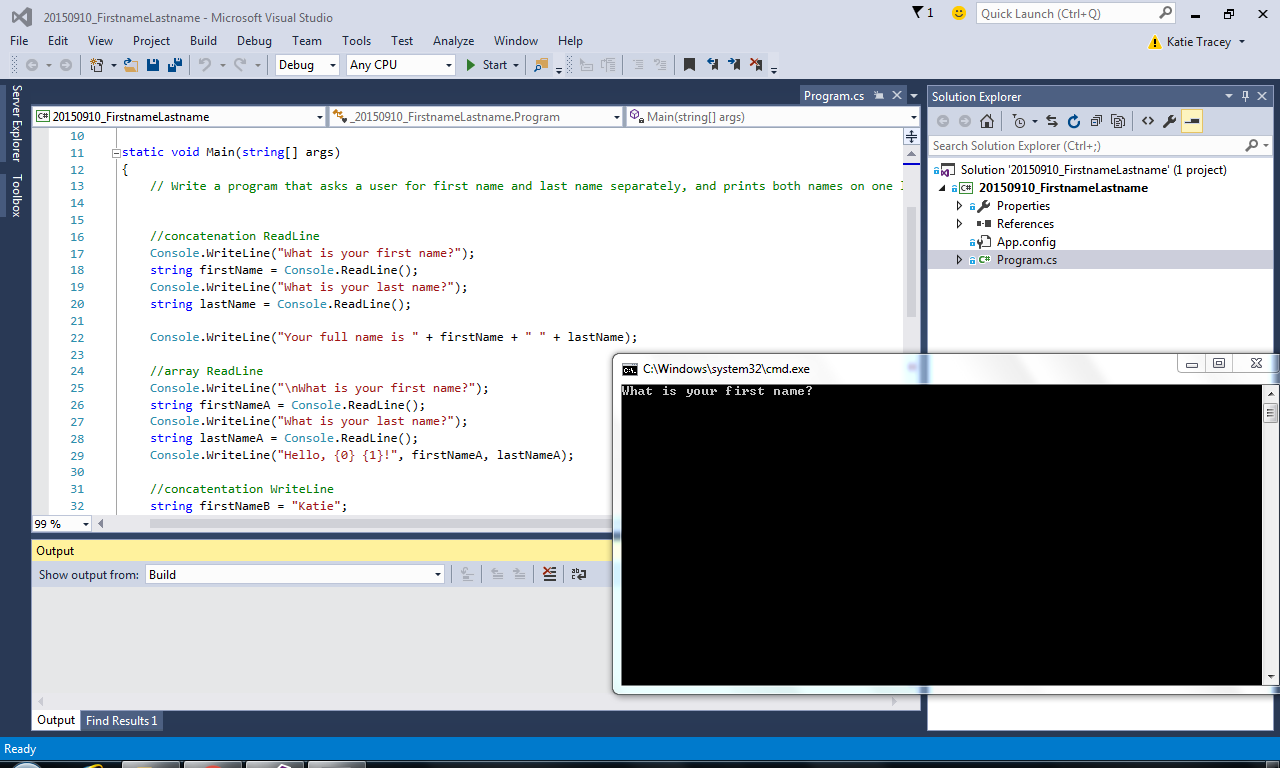 20150910_FirstnameLastname - Microsoft Visual Studio
1
Quick Launch (Ctrl+Q)
File Edit View Project Build Debug Team Tools Test Analyze Window Help
Katie Tracey
Debug Any CPU Start
Server Explorer
Toolbox
Program.cs
20150910_FirstnameLastname _20150910_FirstnameLastname.Program Main(string[] args)
10
11 static void Main(string[] args)
12 {
13 // Write a program that asks a user for first name and last name separately, and prints both names on one
14
15
16 //concatenation ReadLine
17 Console.WriteLine("What is your first name?");
18 string firstName = Console.ReadLine();
19 Console.WriteLine("What is your last name?");
20 string lastName = Console.ReadLine();
21
22 Console.WriteLine("Your full name is " + firstName + " " + lastName);
23
24 //array ReadLine
25 Console.WriteLine("\nWhat is your first name?");
26 string firstNameA = Console.ReadLine();
27 Console.WriteLine("What is your last name?");
28 string lastNameA = Console.ReadLine();
29 Console.WriteLine("Hello, {0} {1}!", firstNameA, lastNameA);
30
31 //concatentation WriteLine
32 string firstNameB = "Katie";
99 %
Solution Explorer
Search Solution Explorer (Ctrl+;)
Solution '20150910_FirstnameLastname' (1 project)
C# 20150910_FirstnameLastname
Properties
References
App.config
C# Program.cs
C:\Windows\system32\cmd.exe
What is your first name?
Output
Show output from: Build
Output Find Results 1
Ready